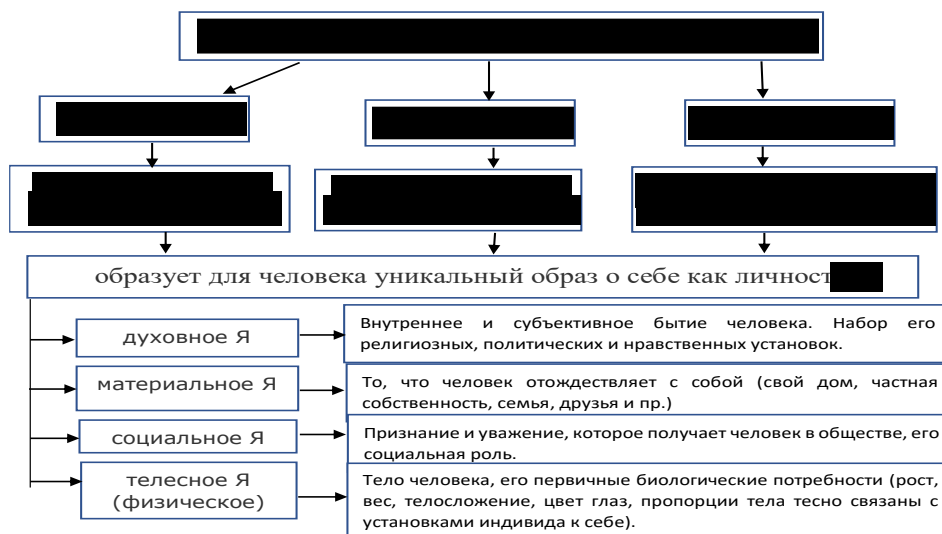 образует для человека уникальный образ о себе как
духовное Я
Внутреннее и субъективное бытие человека. Набор его
религиозных, политических и нравственных установок.
материальное Я
То, что человек отождествляет с собой (свой дом, частная
собственность, семья, друзья и пр.)
социальное Я
Признание и уважение, которое получает человек в обществе, его
социальная роль.
телесное Я
(физическое)
Тело человека, его первичные биологические потребности (рост,
вес, телосложение, цвет глаз, пропорции тела тесно связаны с
установками индивида к себе).